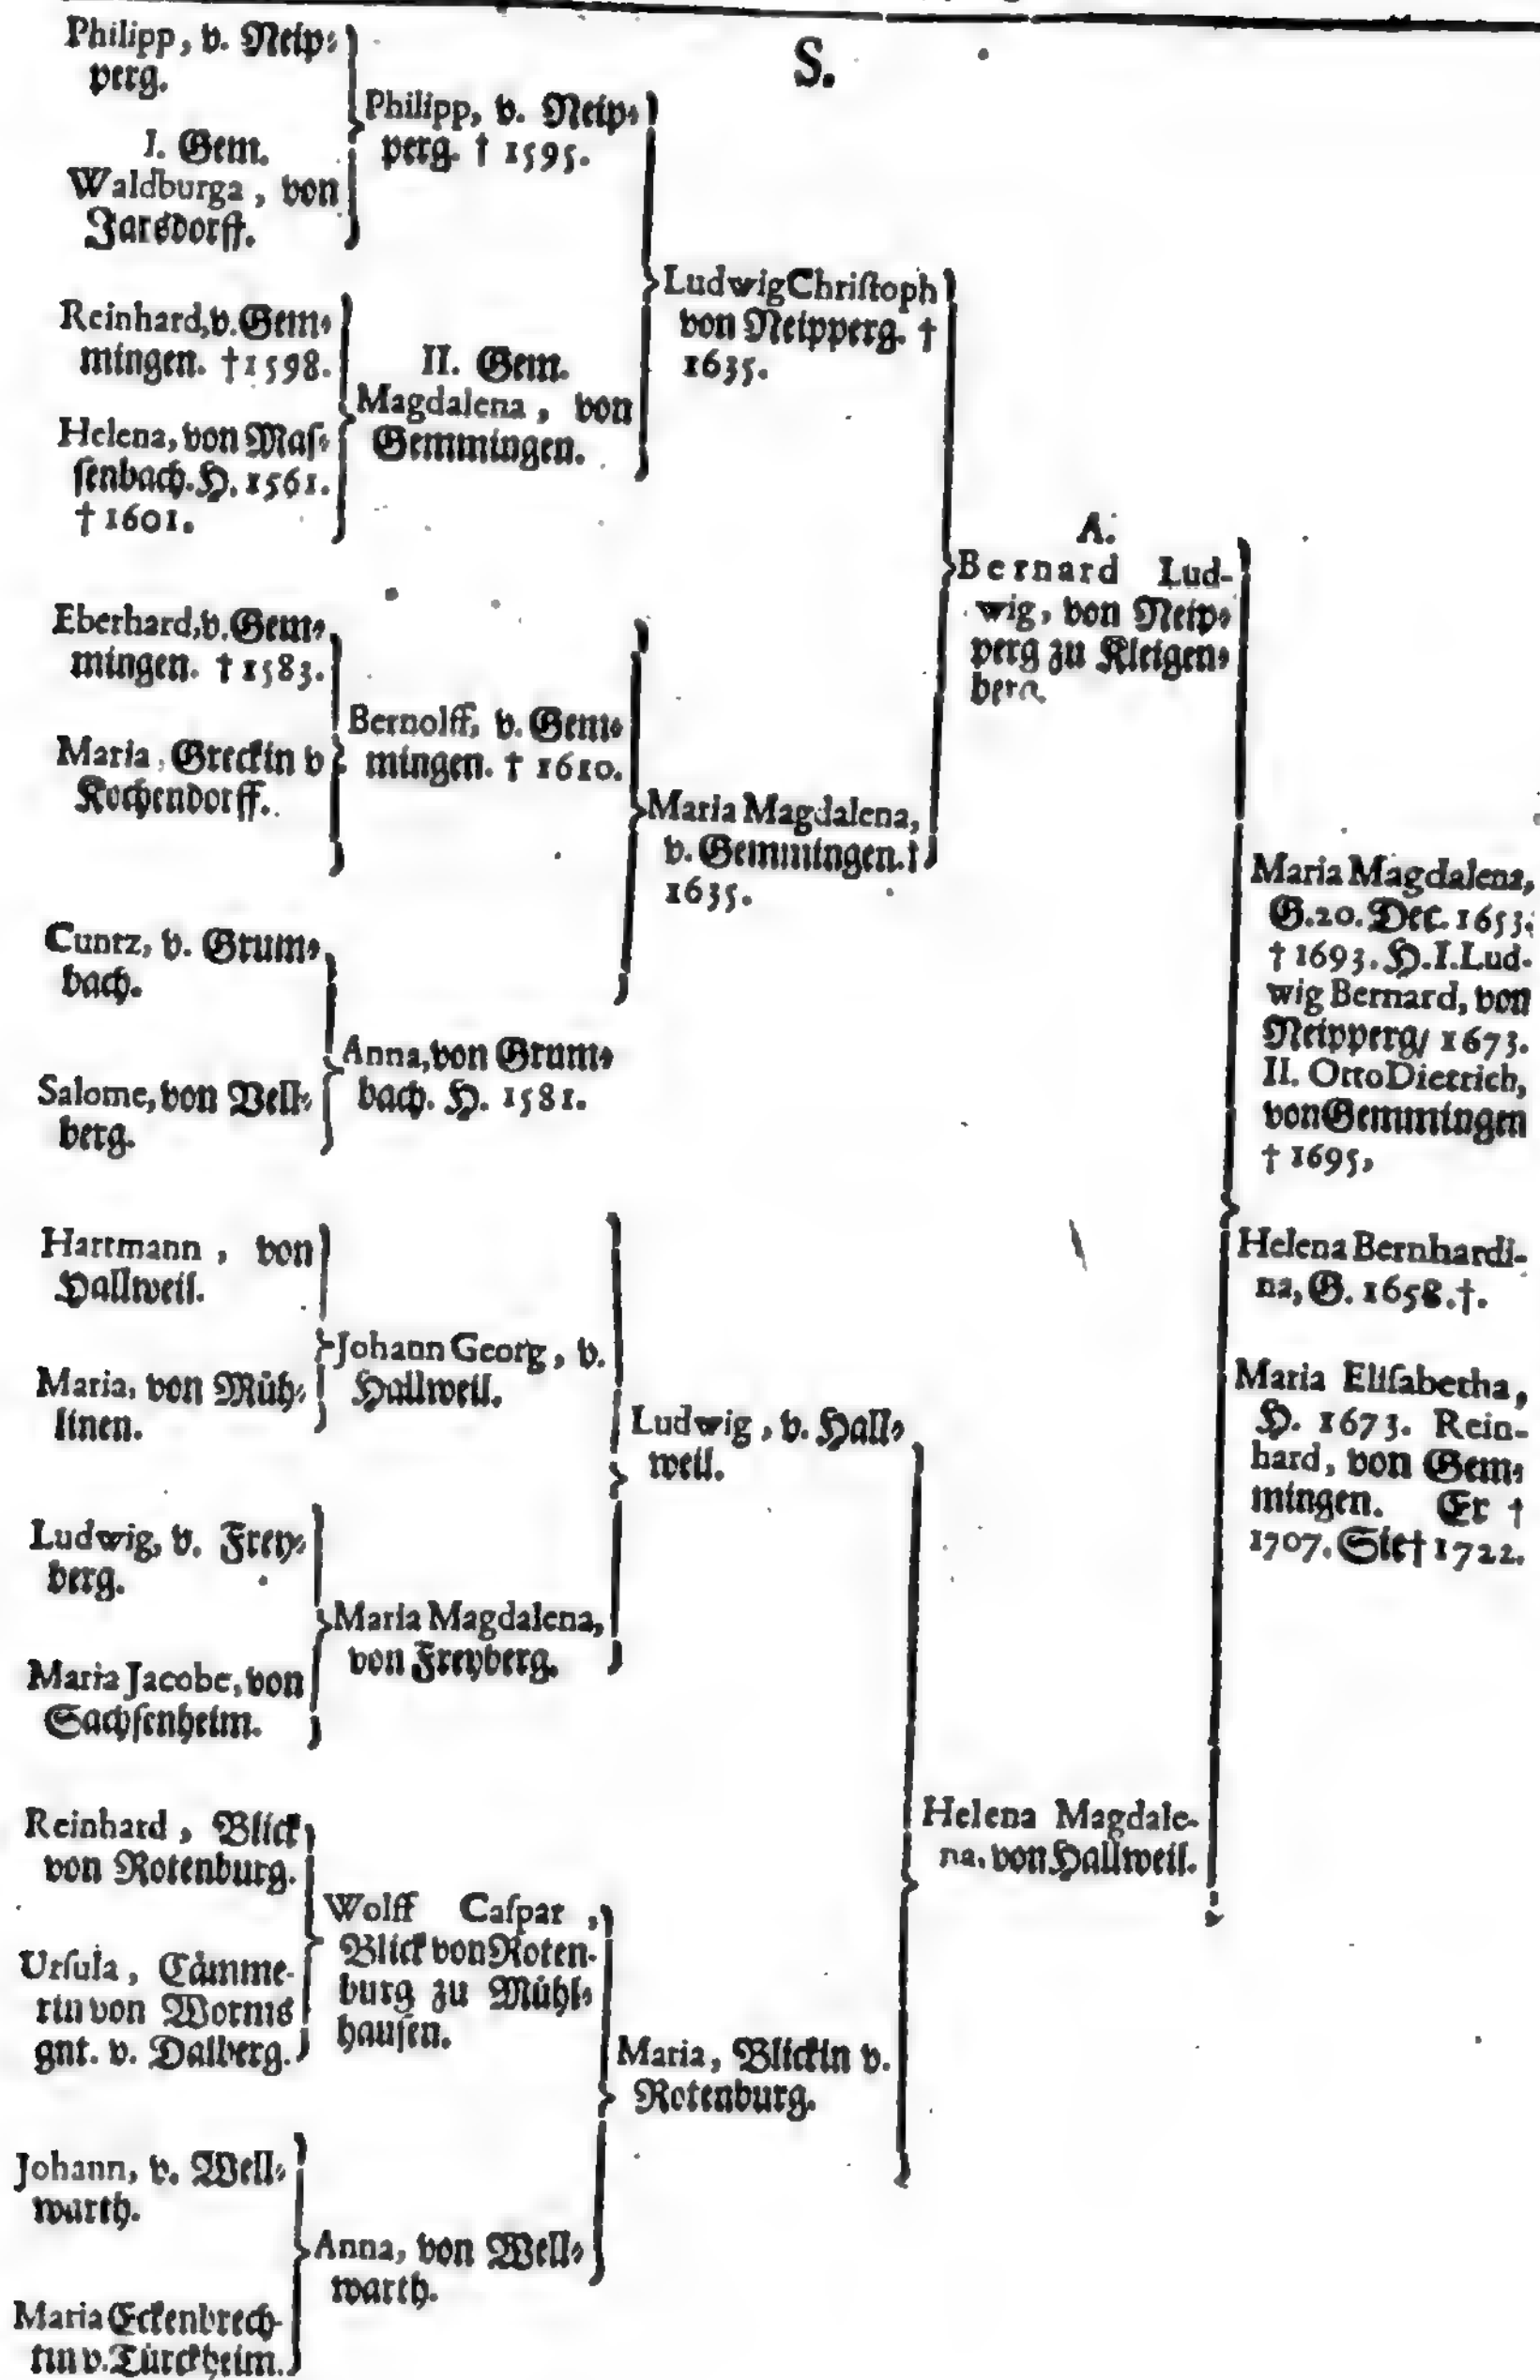 S.
Philipp, v. Neip-
perg.
I. Gem.
Waldburga, von
Jarsdorff.
Reinhard, v. Gem-
mingen. † 1598.
Helena, von Mas-
senbach. H. 1561.
† 1601.
Eberhard, v. Gem-
mingen. † 1583.
Maria, Greckin v
Kochendorff.
Cuntz, v. Grum-
bach.
Salome, von Vell-
berg.
Hartmann, von
Hallweil.
Maria, von Müh-
linen.
Ludwig, v. Frey-
berg.
Maria Jacobe, von
Sachsenheim.
Reinhard, Blick
von Rotenburg.
Ursula, Cämme-
rin von Worms
gnt. v. Dalberg.
Johann, v. Well-
warth.
Maria Eckenbrech-
tin v. Türckheim.
Philipp, v. Neip-
perg. † 1595.
II. Gem.
Magdalena, von
Gemmingen.
Bernolff, v. Gem-
mingen. † 1610.
Anna, von Grum-
bach. H. 1581.
Johann Georg, v.
Hallweil.
Maria Magdalena,
von Freyberg.
Wolff Caspar,
Blick von Roten-
burg zu Mühl-
hausen.
Anna, von Well-
warth.
Ludwig Christoph
von Neipperg. †
1635.
Maria Magdalena,
v. Gemmingen. †
1635.
Ludwig, v. Hall-
weil.
Maria, Blickin v.
Rotenburg.
A.
Bernard Lud-
wig, von Neip-
perg zu Kleigen-
berg.
Helena Magdale-
na, von Hallweil.
Maria Magdalena,
G. 20. Dec. 1653.
† 1693. H. I. Lud-
wig Bernard, von
Neipperg/ 1673.
II. Otto Dietrich,
von Gemmingen
† 1695,
Helena Bernhardi-
na, G. 1658. †.
Maria Elisabetha,
H. 1673. Rein-
hard, von Gem-
mingen. Er †
1707. Sie † 1722.